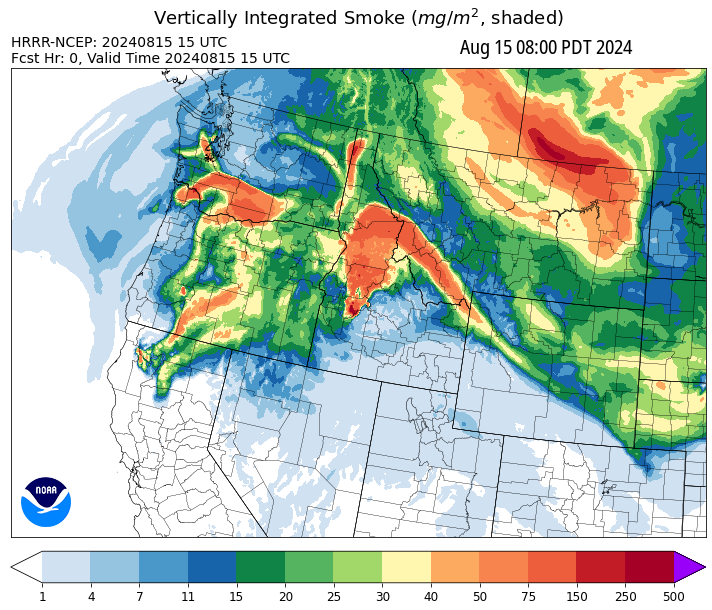 Vertically Integrated Smoke (mg/m², shaded)
HRRR-NCEP: 20240815 15 UTC
Fcst Hr: 0, Valid Time 20240815 15 UTC
Aug 15 08:00 PDT 2024
NOAA
1 4 7 11 15 20 25 30 40 50 75 150 250 500